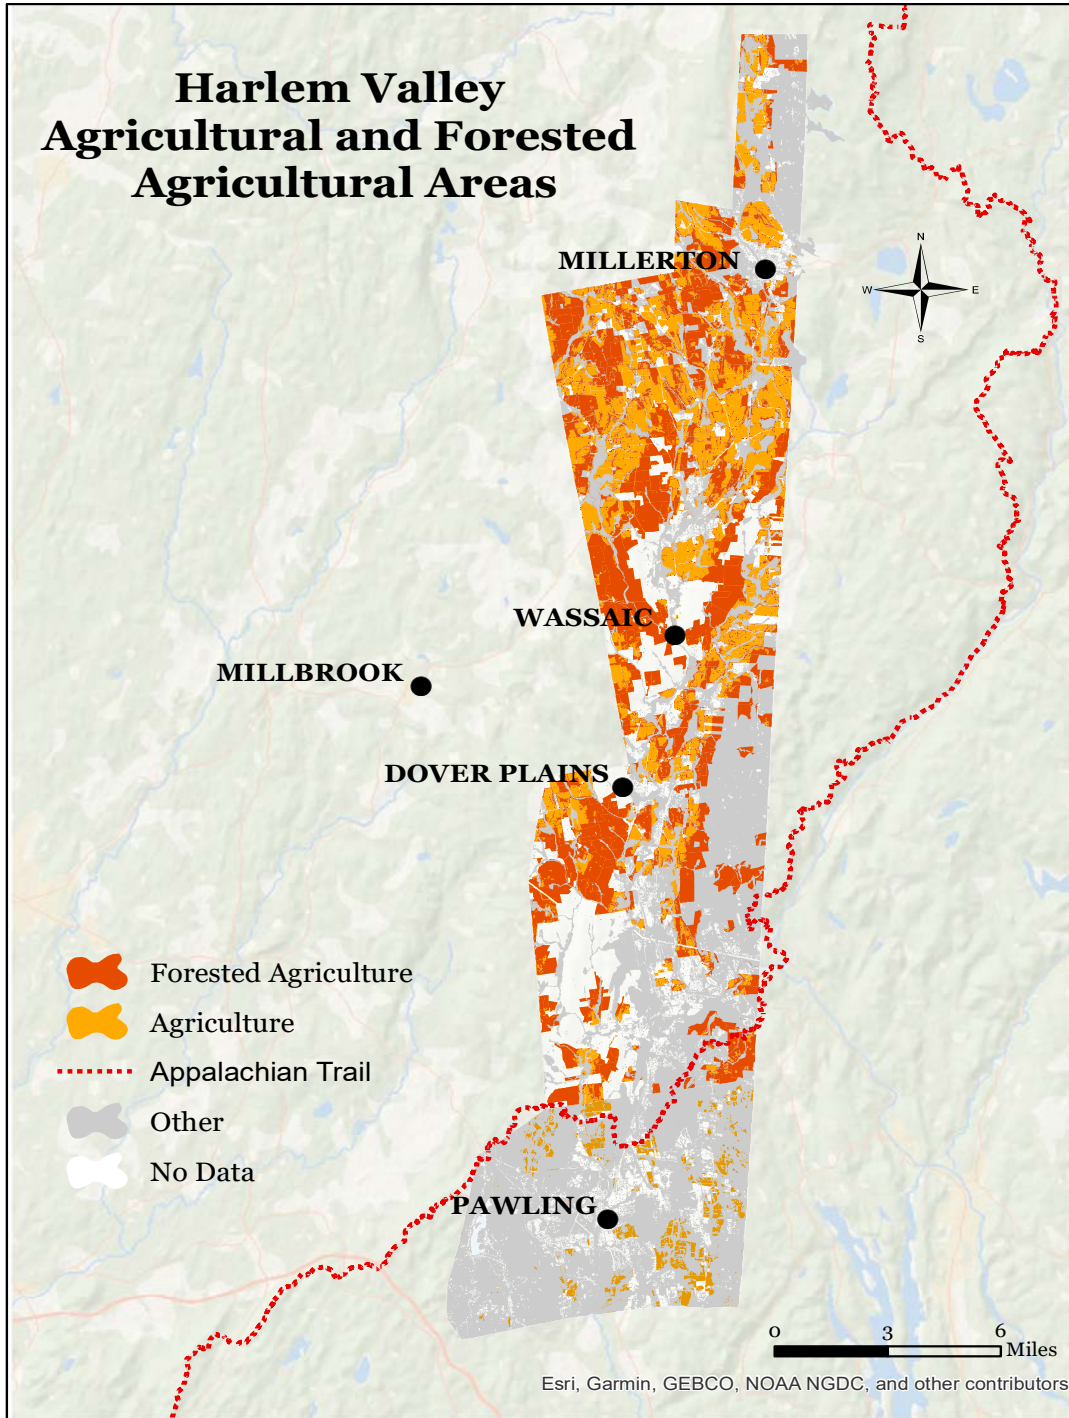 Harlem Valley
Agricultural and Forested
Agricultural Areas
N
W E
S
MILLERTON
WASSAIC
MILLBROOK
DOVER PLAINS
PAWLING
Forested Agriculture
Agriculture
Appalachian Trail
Other
No Data
0 3 6
Miles
Esri, Garmin, GEBCO, NOAA NGDC, and other contributors